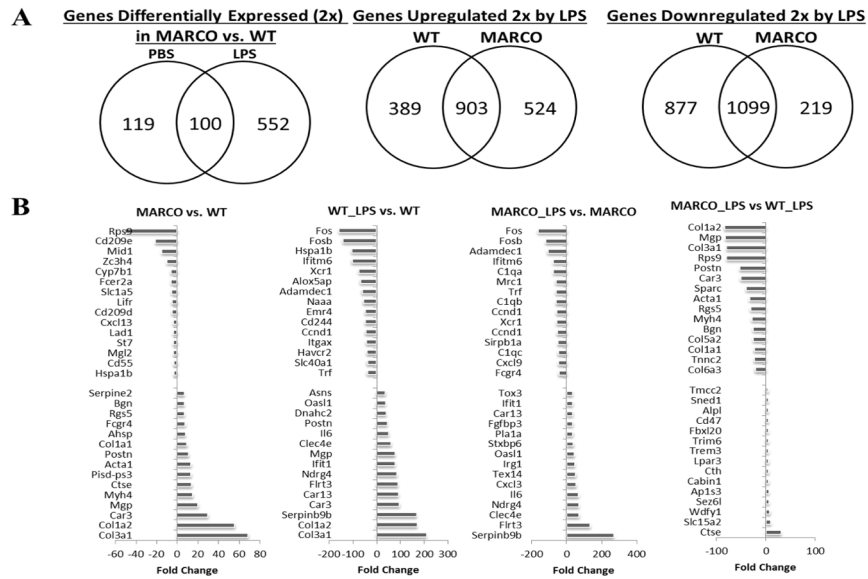 A
Genes Differentially Expressed (2x)
in MARCO vs. WT
PBS LPS
119 100 552
Genes Upregulated 2x by LPS
WT MARCO
389 903 524
Genes Downregulated 2x by LPS
WT MARCO
877 1099 219
B
MARCO vs. WT
Rps9
Cd209e
Mid1
Zc3h4
Cyp7b1
Fcer2a
Slc1a5
Lifr
Cd209d
Cxcl13
Lad1
St7
Mgl2
Cd55
Hspa1b
Serpine2
Bgn
Rgs5
Fcgr4
Ahsp
Col1a1
Postn
Acta1
Pisd-ps3
Ctse
Myh4
Mgp
Car3
Col1a2
Col3a1
-60 -40 -20 0 20 40 60 80
Fold Change
WT_LPS vs. WT
Fos
Fosb
Hspa1b
Ifitm6
Xcr1
Alox5ap
Adamdec1
Naaa
Emr4
Cd244
Ccnd1
Itgax
Havcr2
Slc40a1
Trf
Asns
Oasl1
Dnahc2
Postn
Il6
Clec4e
Mgp
Ifit1
Ndrg4
Flrt3
Car13
Car3
Serpinb9b
Col1a2
Col3a1
-200 -100 0 100 200 300
Fold Change
MARCO_LPS vs. MARCO
Fos
Fosb
Adamdec1
Ifitm6
C1qa
Mrc1
Trf
C1qb
Ccnd1
Xcr1
Ccnd1
Sirpb1a
C1qc
Cxcl9
Fcgr4
Tox3
Ifit1
Car13
Fgfbp3
Pla1a
Stxbp6
Oasl1
Irg1
Tex14
Cxcl3
Il6
Ndrg4
Clec4e
Flrt3
Serpinb9b
-200 0 200 400
Fold Change
MARCO_LPS vs WT_LPS
Col1a2
Mgp
Col3a1
Rps9
Postn
Car3
Sparc
Acta1
Rgs5
Myh4
Bgn
Col5a2
Col1a1
Tnnc2
Col6a3
Tmcc2
Sned1
Alpl
Cd47
Fbxl20
Trim6
Trem3
Lpar3
Cth
Cabin1
Ap1s3
Sez6l
Wdfy1
Slc15a2
Ctse
-100 0 100
Fold Change